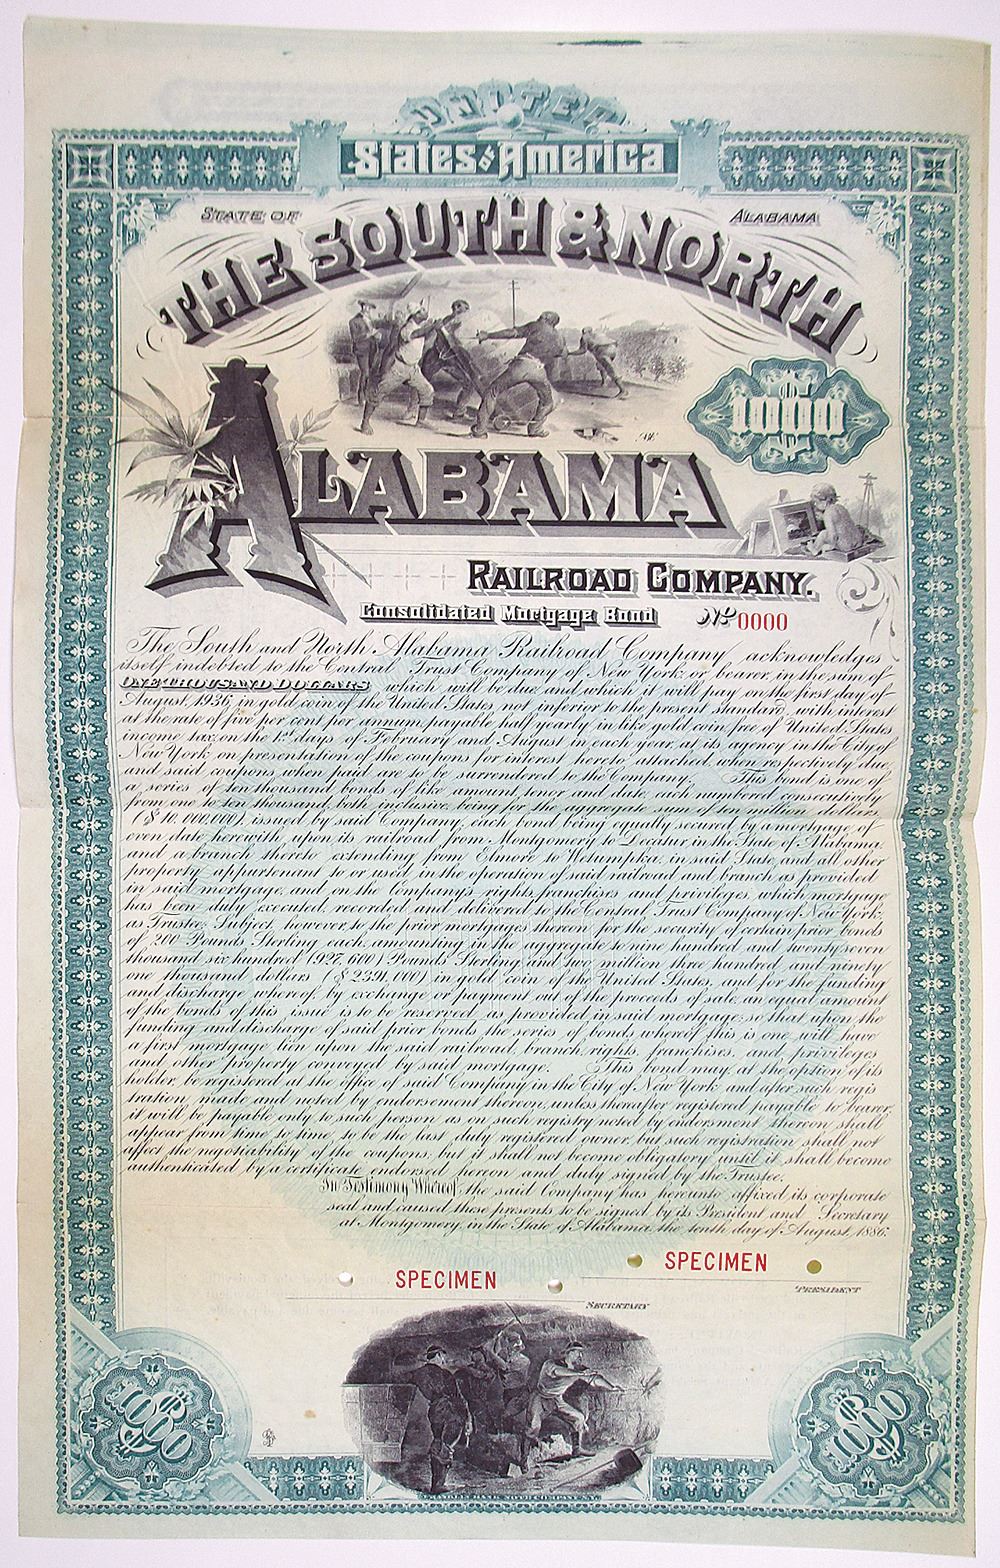 UNITED
States of America
STATE OF ALABAMA
THE SOUTH & NORTH
$1000
ALABAMA
RAILROAD COMPANY.
Consolidated Mortgage Bond No 0000
The South and North Alabama Railroad Company acknowledges
itself indebted to the Central Trust Company of New York or bearer, in the sum of
ONE THOUSAND DOLLARS which will be due and which it will pay on the first day of
August, 1936, in gold coin of the United States not inferior to the present standard, with interest
at the rate of five per cent per annum, payable half yearly in like gold coin, free of United States
income tax, on the 1st days of February and August in each year, at its agency in the City of
New York on presentation of the coupons for interest hereto attached when respectively due
and said coupons when paid are to be surrendered to the Company. This bond is one of
a series of ten thousand bonds of like amount, tenor and date, each numbered consecutively
from one to ten thousand, both inclusive, being for the aggregate sum of ten million dollars,
($10,000,000) issued by said Company, each bond being equally secured by a mortgage of
even date herewith upon its railroad from Montgomery to Decatur in the State of Alabama
and a branch thereto extending from Elmore to Wetumpka, in said State, and all other
property appurtenant to or used in the operation of said railroad and branch as provided
in said mortgage, and on the Company's rights, franchises and privileges, which mortgage
has been duly executed, recorded and delivered to the Central Trust Company of New York,
as Trustee, Subject, however, to the prior mortgages thereon for the security of certain prior bonds
of 200 Pounds Sterling each, amounting in the aggregate to nine hundred and twenty seven
thousand six hundred (927,600) Pounds Sterling and two million three hundred and ninety
one thousand dollars ($2,391,000) in gold coin of the United States, and for the funding
and discharge whereof, by exchange or payment out of the proceeds of sale, an equal amount
of the bonds of this issue is to be reserved as provided in said mortgage, so that upon the
funding and discharge of said prior bonds the series of bonds whereof this is one will have
a first mortgage lien upon the said railroad, branch, rights, franchises, and privileges
and other property conveyed by said mortgage. This bond may at the option of its
holder, be registered at the office of said Company in the City of New York and after such regis
tration made and noted by endorsement thereon, unless thereafter registered payable to bearer,
it will be payable only to such person as on such registry noted by endorsement thereon shall
appear from time to time, to be the last duly registered owner, but such registration shall not
affect the negotiability of the coupons, but it shall not become obligatory until it shall become
authenticated by a certificate endorsed hereon and duly signed by the Trustee.
In Testimony Whereof the said Company has hereunto affixed its corporate
seal and caused these presents to be signed by its President and Secretary
at Montgomery, in the State of Alabama, the tenth day of August, 1886.
SPECIMEN SPECIMEN
SECRETARY PRESIDENT
$1000 $1000